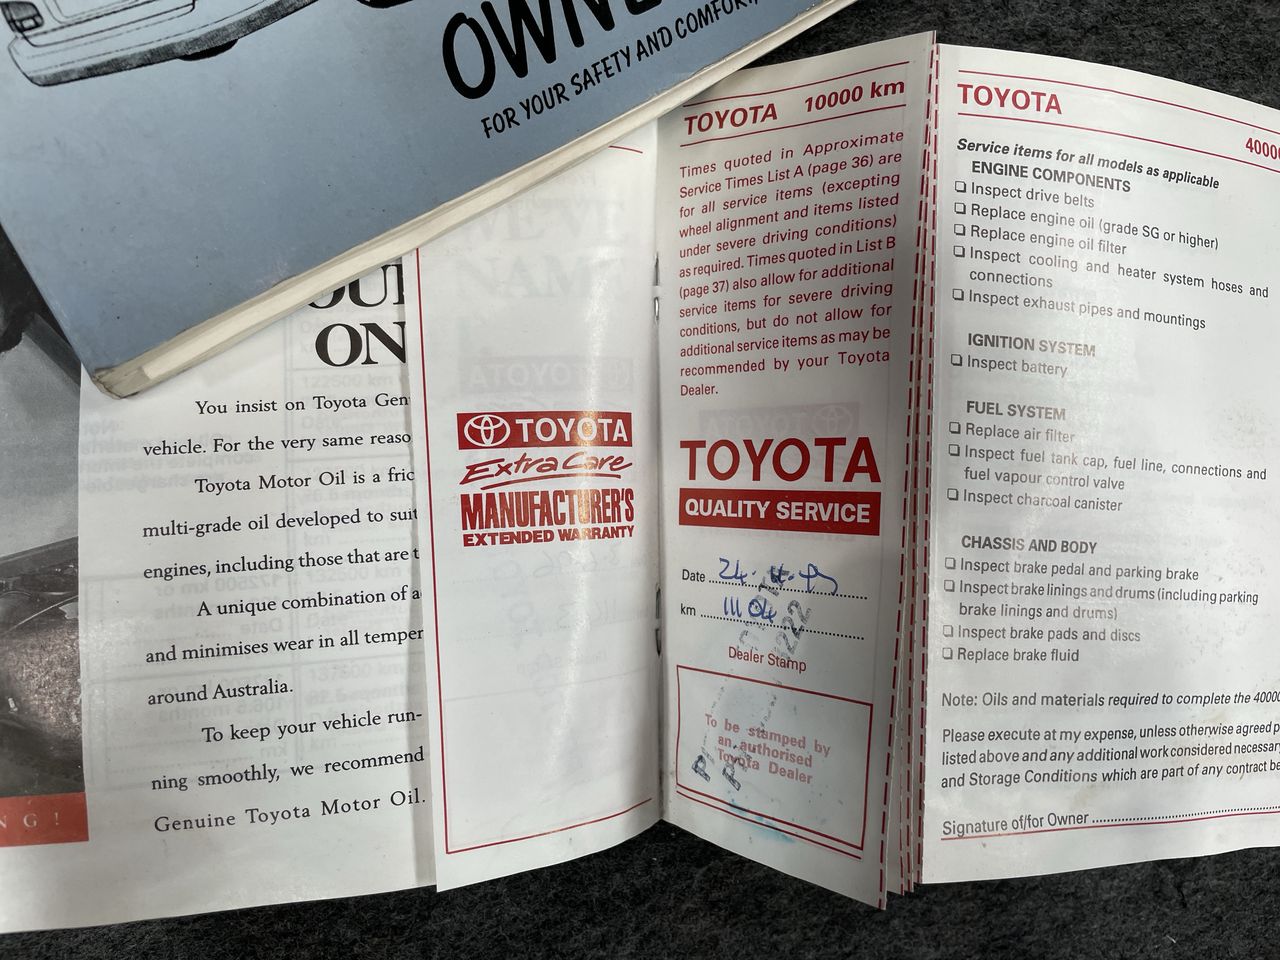 OWNE
FOR YOUR SAFETY AND COMFORT,
OUR
ON
You insist on Toyota Gen
vehicle. For the very same reaso
Toyota Motor Oil is a fric
multi-grade oil developed to suit
engines, including those that are t
A unique combination of a
and minimises wear in all temper
around Australia.
To keep your vehicle run-
ning smoothly, we recommend
Genuine Toyota Motor Oil.
NG!
TOYOTA
Extra Care
MANUFACTURER'S
EXTENDED WARRANTY
TOYOTA 10000 km
Times quoted in Approximate
Service Times List A (page 36) are
for all service items (excepting
wheel alignment and items listed
under severe driving conditions)
as required. Times quoted in List B
(page 37) also allow for additional
service items for severe driving
conditions, but do not allow for
additional service items as may be
recommended by your Toyota
Dealer.
TOYOTA
QUALITY SERVICE
Date
km 11104
Dealer Stamp
To be stamped by
an authorised
Toyota Dealer
TOYOTA
40000
Service items for all models as applicable
ENGINE COMPONENTS
❏ Inspect drive belts
❏ Replace engine oil (grade SG or higher)
❏ Replace engine oil filter
❏ Inspect cooling and heater system hoses and
connections
❏ Inspect exhaust pipes and mountings
IGNITION SYSTEM
❏ Inspect battery
FUEL SYSTEM
❏ Replace air filter
❏ Inspect fuel tank cap, fuel line, connections and
fuel vapour control valve
❏ Inspect charcoal canister
CHASSIS AND BODY
❏ Inspect brake pedal and parking brake
❏ Inspect brake linings and drums (including parking
brake linings and drums)
❏ Inspect brake pads and discs
❏ Replace brake fluid
Note: Oils and materials required to complete the 40000
Please execute at my expense, unless otherwise agreed p
listed above and any additional work considered necessary
and Storage Conditions which are part of any contract be
Signature of/for Owner